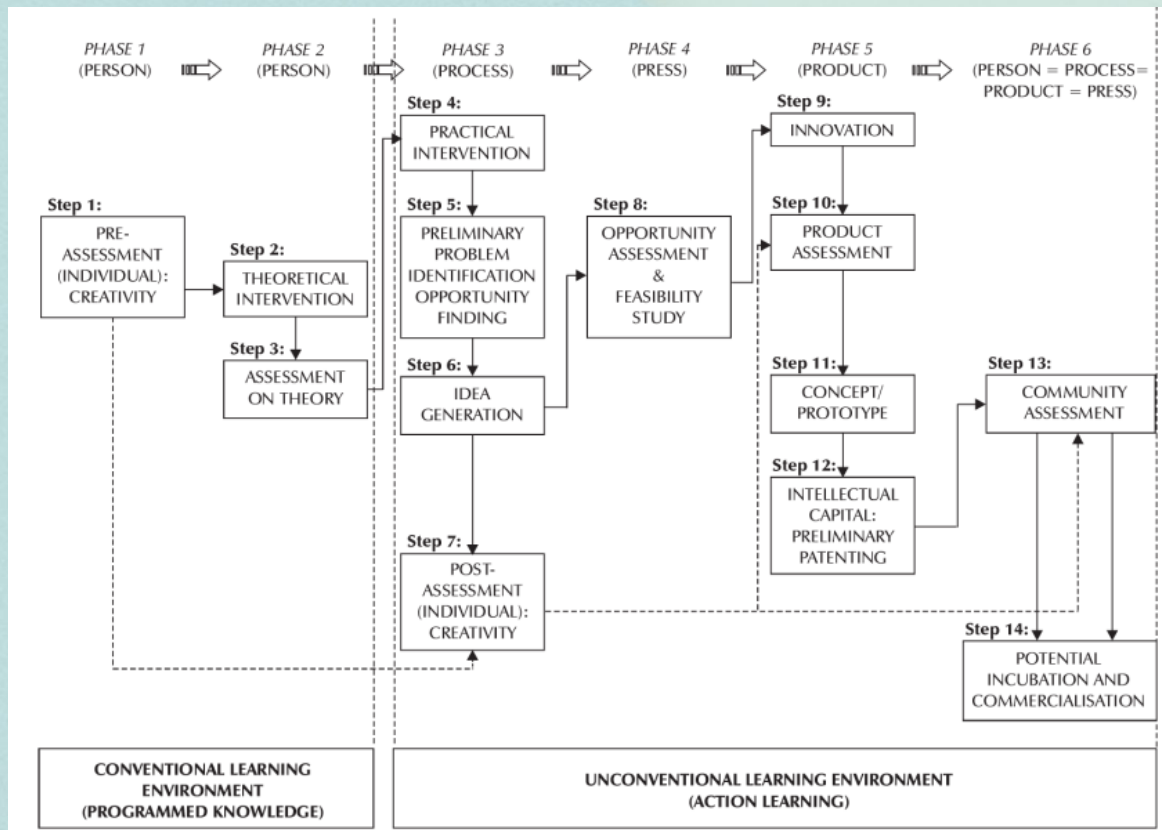 PHASE 1
(PERSON)
PHASE 2
(PERSON)
PHASE 3
(PROCESS)
PHASE 4
(PRESS)
PHASE 5
(PRODUCT)
PHASE 6
(PERSON = PROCESS=
PRODUCT = PRESS)
Step 1:
PRE-
ASSESSMENT
(INDIVIDUAL):
CREATIVITY
Step 2:
THEORETICAL
INTERVENTION
Step 3:
ASSESSMENT
ON THEORY
Step 4:
PRACTICAL
INTERVENTION
Step 5:
PRELIMINARY
PROBLEM
IDENTIFICATION
OPPORTUNITY
FINDING
Step 6:
IDEA
GENERATION
Step 7:
POST-
ASSESSMENT
(INDIVIDUAL):
CREATIVITY
Step 8:
OPPORTUNITY
ASSESSMENT
&
FEASIBILITY
STUDY
Step 9:
INNOVATION
Step 10:
PRODUCT
ASSESSMENT
Step 11:
CONCEPT/
PROTOTYPE
Step 12:
INTELLECTUAL
CAPITAL:
PRELIMINARY
PATENTING
Step 13:
COMMUNITY
ASSESSMENT
Step 14:
POTENTIAL
INCUBATION AND
COMMERCIALISATION
CONVENTIONAL LEARNING
ENVIRONMENT
(PROGRAMMED KNOWLEDGE)
UNCONVENTIONAL LEARNING ENVIRONMENT
(ACTION LEARNING)